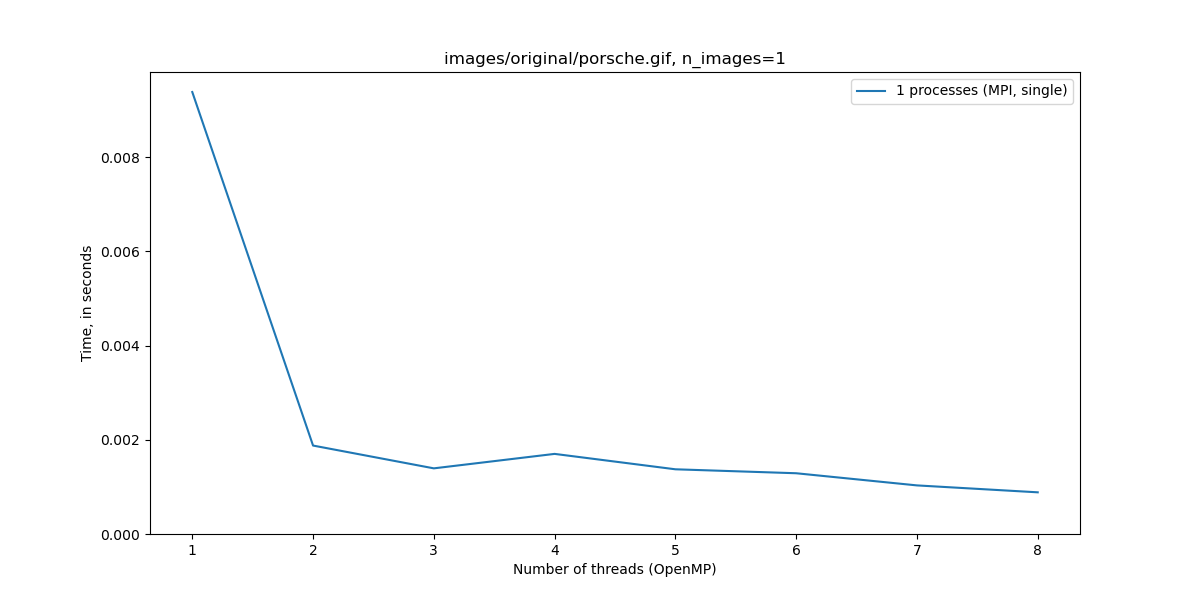 images/original/porsche.gif, n_images=1
1 processes (MPI, single)
Time, in seconds
0.008
0.006
0.004
0.002
0.000
1 2 3 4 5 6 7 8
Number of threads (OpenMP)